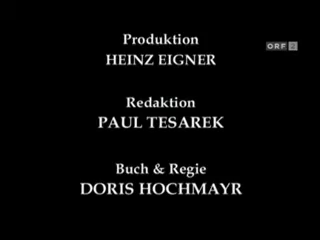 Produktion
HEINZ EIGNER
ORF 2
Redaktion
PAUL TESAREK
Buch & Regie
DORIS HOCHMAYR